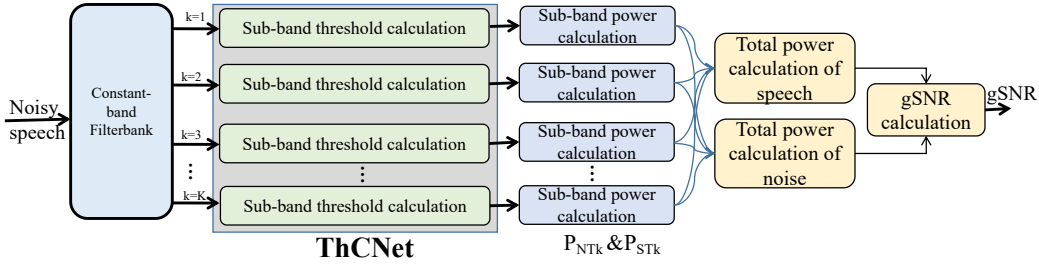 Noisy
speech
Constant-
band
Filterbank
k=1
k=2
k=3
⋮
k=K
Sub-band threshold calculation
Sub-band threshold calculation
Sub-band threshold calculation
⋮
Sub-band threshold calculation
ThCNet
Sub-band power
calculation
Sub-band power
calculation
Sub-band power
calculation
⋮
Sub-band power
calculation
P_NTk & P_STk
Total power
calculation of
speech
Total power
calculation of
noise
gSNR
calculation
gSNR